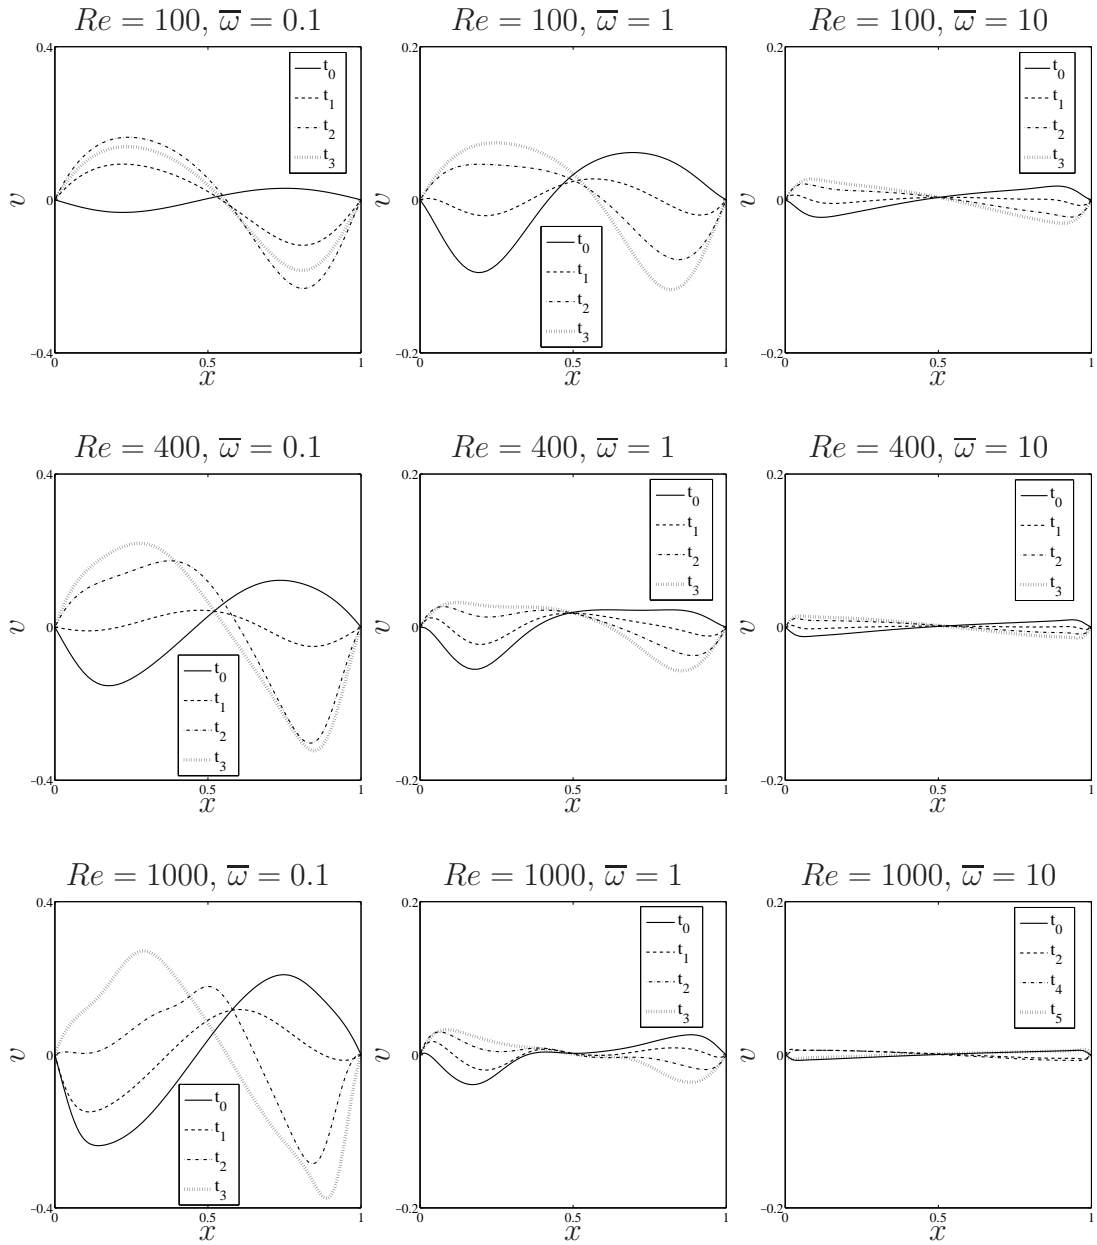 Re = 100, ω̅ = 0.1
0.4
t0
t1
t2
t3
v
0
−0.4
0
0.5
1
x
Re = 100, ω̅ = 1
0.2
t0
t1
t2
t3
v
0
−0.2
0
0.5
1
x
Re = 100, ω̅ = 10
0.2
t0
t1
t2
t3
v
0
−0.2
0
0.5
1
x
Re = 400, ω̅ = 0.1
0.4
t0
t1
t2
t3
v
0
−0.4
0
0.5
1
x
Re = 400, ω̅ = 1
0.2
t0
t1
t2
t3
v
0
−0.2
0
0.5
1
x
Re = 400, ω̅ = 10
0.2
t0
t1
t2
t3
v
0
−0.2
0
0.5
1
x
Re = 1000, ω̅ = 0.1
0.4
t0
t1
t2
t3
v
0
−0.4
0
0.5
1
x
Re = 1000, ω̅ = 1
0.2
t0
t1
t2
t3
v
0
−0.2
0
0.5
1
x
Re = 1000, ω̅ = 10
0.2
t0
t2
t4
t5
v
0
−0.2
0
0.5
1
x